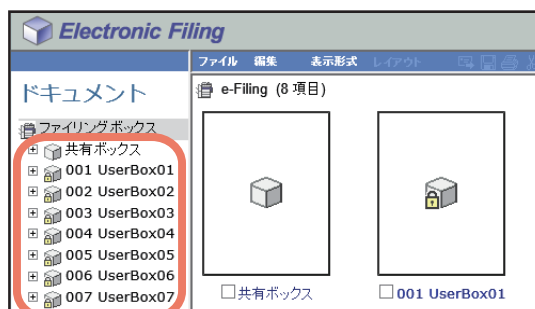 Electronic Filing
ファイル 編集 表示形式 レイアウト
ドキュメント
e-Filing (8 項目)
ファイリングボックス
共有ボックス
001 UserBox01
002 UserBox02
003 UserBox03
004 UserBox04
005 UserBox05
006 UserBox06
007 UserBox07
共有ボックス
001 UserBox01